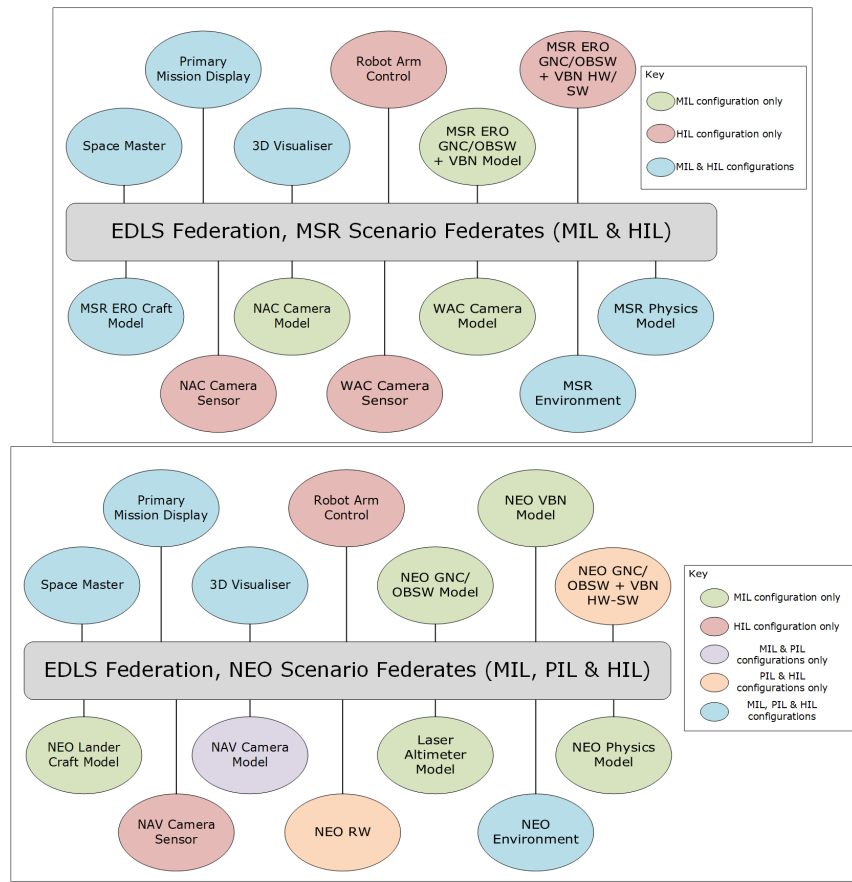 Primary
Mission Display
Robot Arm
Control
MSR ERO
GNC/OBSW
+ VBN HW/
SW
Space Master
3D Visualiser
MSR ERO
GNC/OBSW
+ VBN Model
Key
MIL configuration only
HIL configuration only
MIL & HIL configurations
EDLS Federation, MSR Scenario Federates (MIL & HIL)
MSR ERO Craft
Model
NAC Camera
Model
WAC Camera
Model
MSR Physics
Model
NAC Camera
Sensor
WAC Camera
Sensor
MSR
Environment
Primary
Mission Display
Robot Arm
Control
NEO VBN
Model
Space Master
3D Visualiser
NEO GNC/
OBSW Model
NEO GNC/
OBSW + VBN
HW-SW
Key
MIL configuration only
HIL configuration only
MIL & PIL
configurations only
PIL & HIL
configurations only
MIL, PIL & HIL
configurations
EDLS Federation, NEO Scenario Federates (MIL, PIL & HIL)
NEO Lander
Craft Model
NAV Camera
Model
Laser
Altimeter
Model
NEO Physics
Model
NAV Camera
Sensor
NEO RW
NEO
Environment